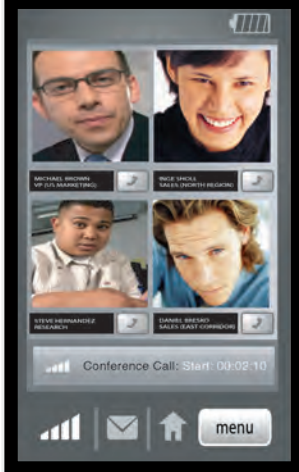 MICHAEL BROWN
VP (US MARKETING)
INGE SHOLL
SALES (NORTH REGION)
STEVE HERNANDEZ
RESEARCH
DANIEL BRESKO
SALES (EAST CORRIDOR)
Conference Call: Start: 00:02:10
menu